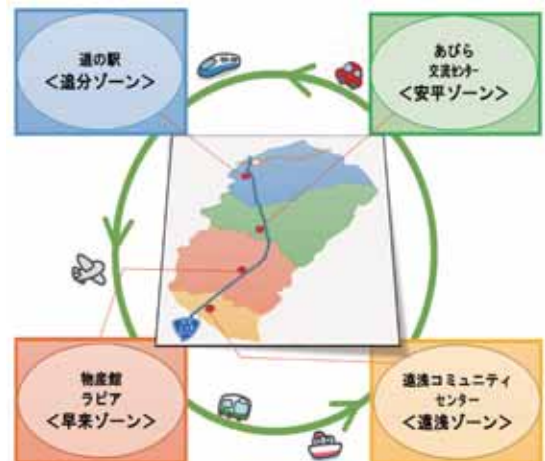 道の駅
<追分ゾーン>
あびら
交流センター
<安平ゾーン>
物産館
ラピア
<早来ゾーン>
遠浅コミュニティ
センター
<遠浅ゾーン>